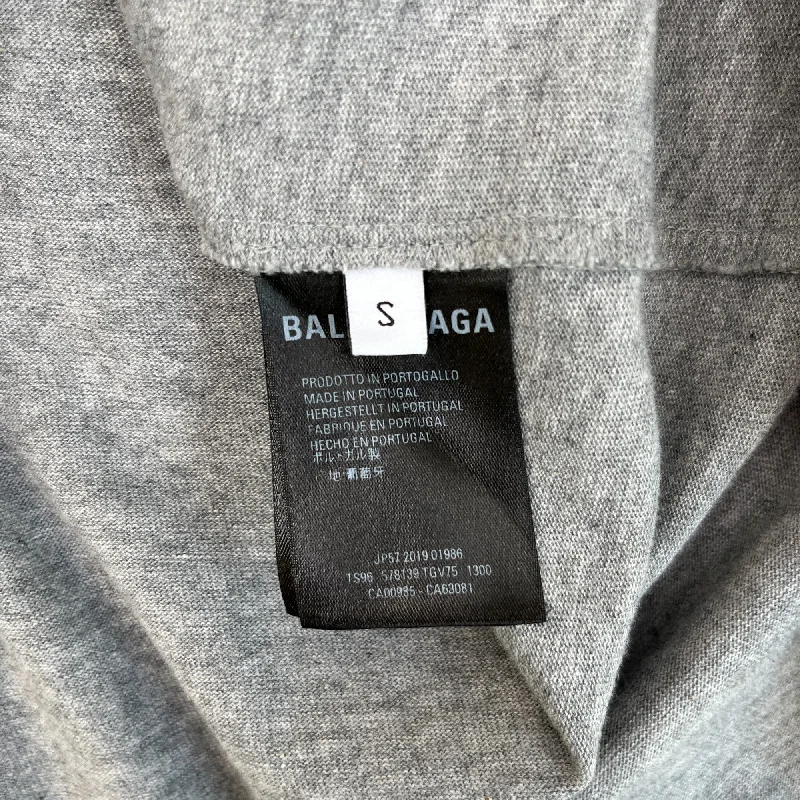 S
BAL AGA
PRODOTTO IN PORTOGALLO
MADE IN PORTUGAL
HERGESTELLT IN PORTUGAL
FABRIQUE EN PORTUGAL
HECHO EN PORTUGAL
ポルトガル製
地:葡萄牙
JP57 2019 01986
TS96 578139 TGV75 1300
CA00985 - CA63081